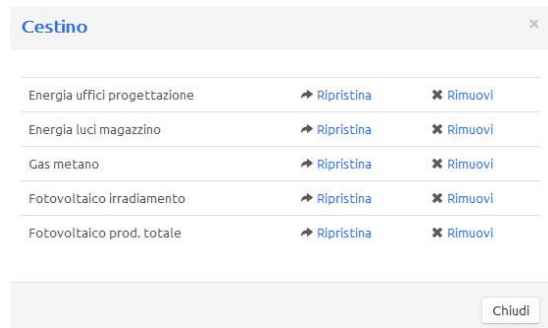 Cestino ×
Energia uffici progettazione Ripristina Rimuovi
Energia luci magazzino Ripristina Rimuovi
Gas metano Ripristina Rimuovi
Fotovoltaico irradiamento Ripristina Rimuovi
Fotovoltaico prod. totale Ripristina Rimuovi
Chiudi